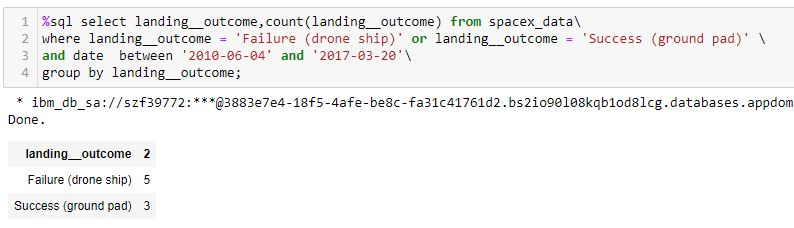 1 %sql select landing__outcome,count(landing__outcome) from spacex_data\
2 where landing__outcome = 'Failure (drone ship)' or landing__outcome = 'Success (ground pad)' \
3 and date  between '2010-06-04' and '2017-03-20'\
4 group by landing__outcome;
* ibm_db_sa://szf39772:***@3883e7e4-18f5-4afe-be8c-fa31c41761d2.bs2io90l08kqb1od8lcg.databases.appdom
Done.
landing__outcome 2
Failure (drone ship) 5
Success (ground pad) 3